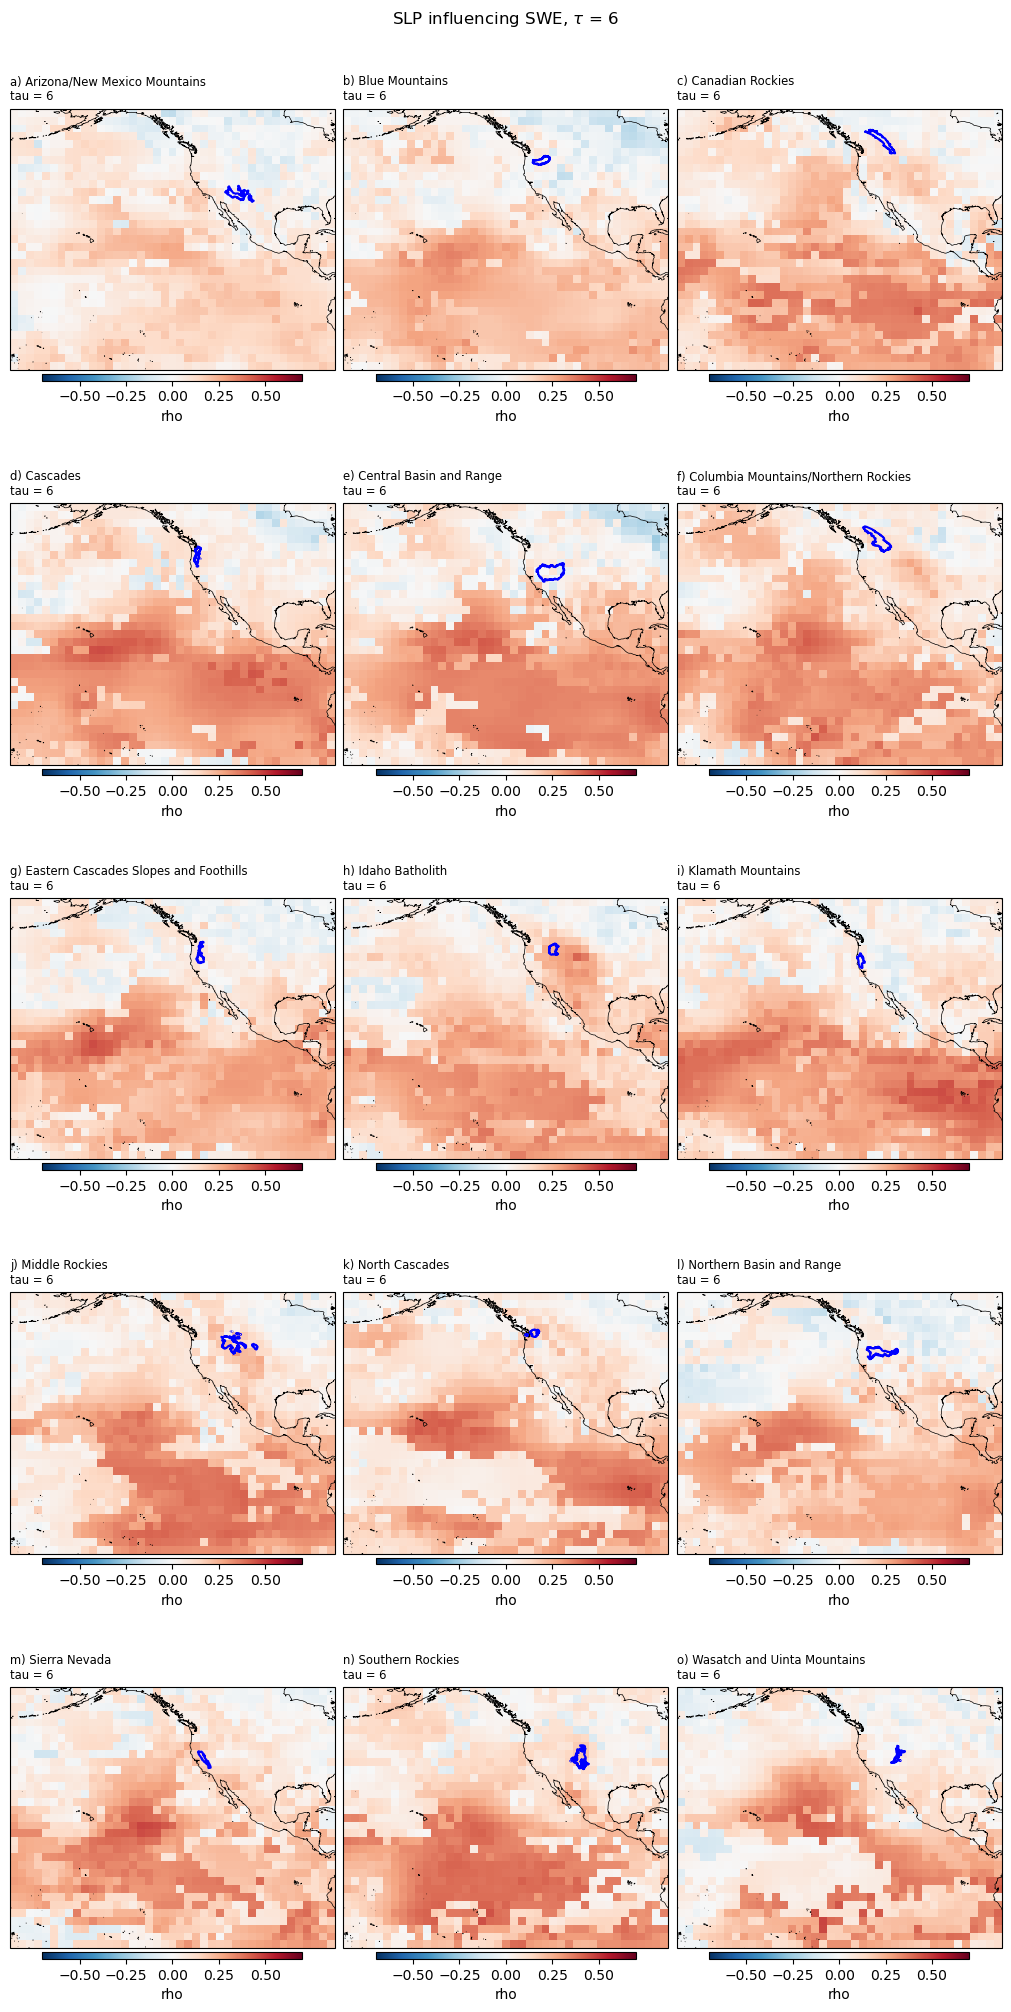 SLP influencing SWE, τ = 6
a) Arizona/New Mexico Mountains
tau = 6
b) Blue Mountains
tau = 6
c) Canadian Rockies
tau = 6
−0.50 −0.25 0.00 0.25 0.50
rho
−0.50 −0.25 0.00 0.25 0.50
rho
−0.50 −0.25 0.00 0.25 0.50
rho
d) Cascades
tau = 6
e) Central Basin and Range
tau = 6
f) Columbia Mountains/Northern Rockies
tau = 6
−0.50 −0.25 0.00 0.25 0.50
rho
−0.50 −0.25 0.00 0.25 0.50
rho
−0.50 −0.25 0.00 0.25 0.50
rho
g) Eastern Cascades Slopes and Foothills
tau = 6
h) Idaho Batholith
tau = 6
i) Klamath Mountains
tau = 6
−0.50 −0.25 0.00 0.25 0.50
rho
−0.50 −0.25 0.00 0.25 0.50
rho
−0.50 −0.25 0.00 0.25 0.50
rho
j) Middle Rockies
tau = 6
k) North Cascades
tau = 6
l) Northern Basin and Range
tau = 6
−0.50 −0.25 0.00 0.25 0.50
rho
−0.50 −0.25 0.00 0.25 0.50
rho
−0.50 −0.25 0.00 0.25 0.50
rho
m) Sierra Nevada
tau = 6
n) Southern Rockies
tau = 6
o) Wasatch and Uinta Mountains
tau = 6
−0.50 −0.25 0.00 0.25 0.50
rho
−0.50 −0.25 0.00 0.25 0.50
rho
−0.50 −0.25 0.00 0.25 0.50
rho